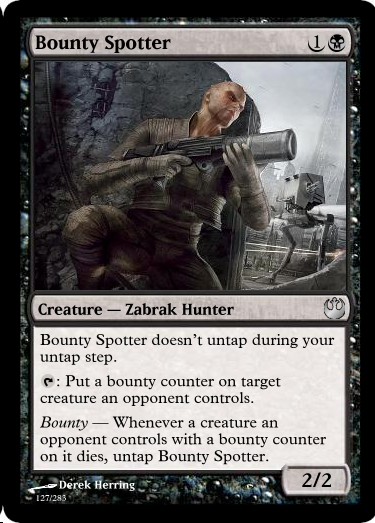 Bounty Spotter 1
Creature — Zabrak Hunter
Bounty Spotter doesn't untap during your
untap step.
: Put a bounty counter on target
creature an opponent controls.
Bounty — Whenever a creature an
opponent controls with a bounty counter
on it dies, untap Bounty Spotter.
2/2
Derek Herring
127/283